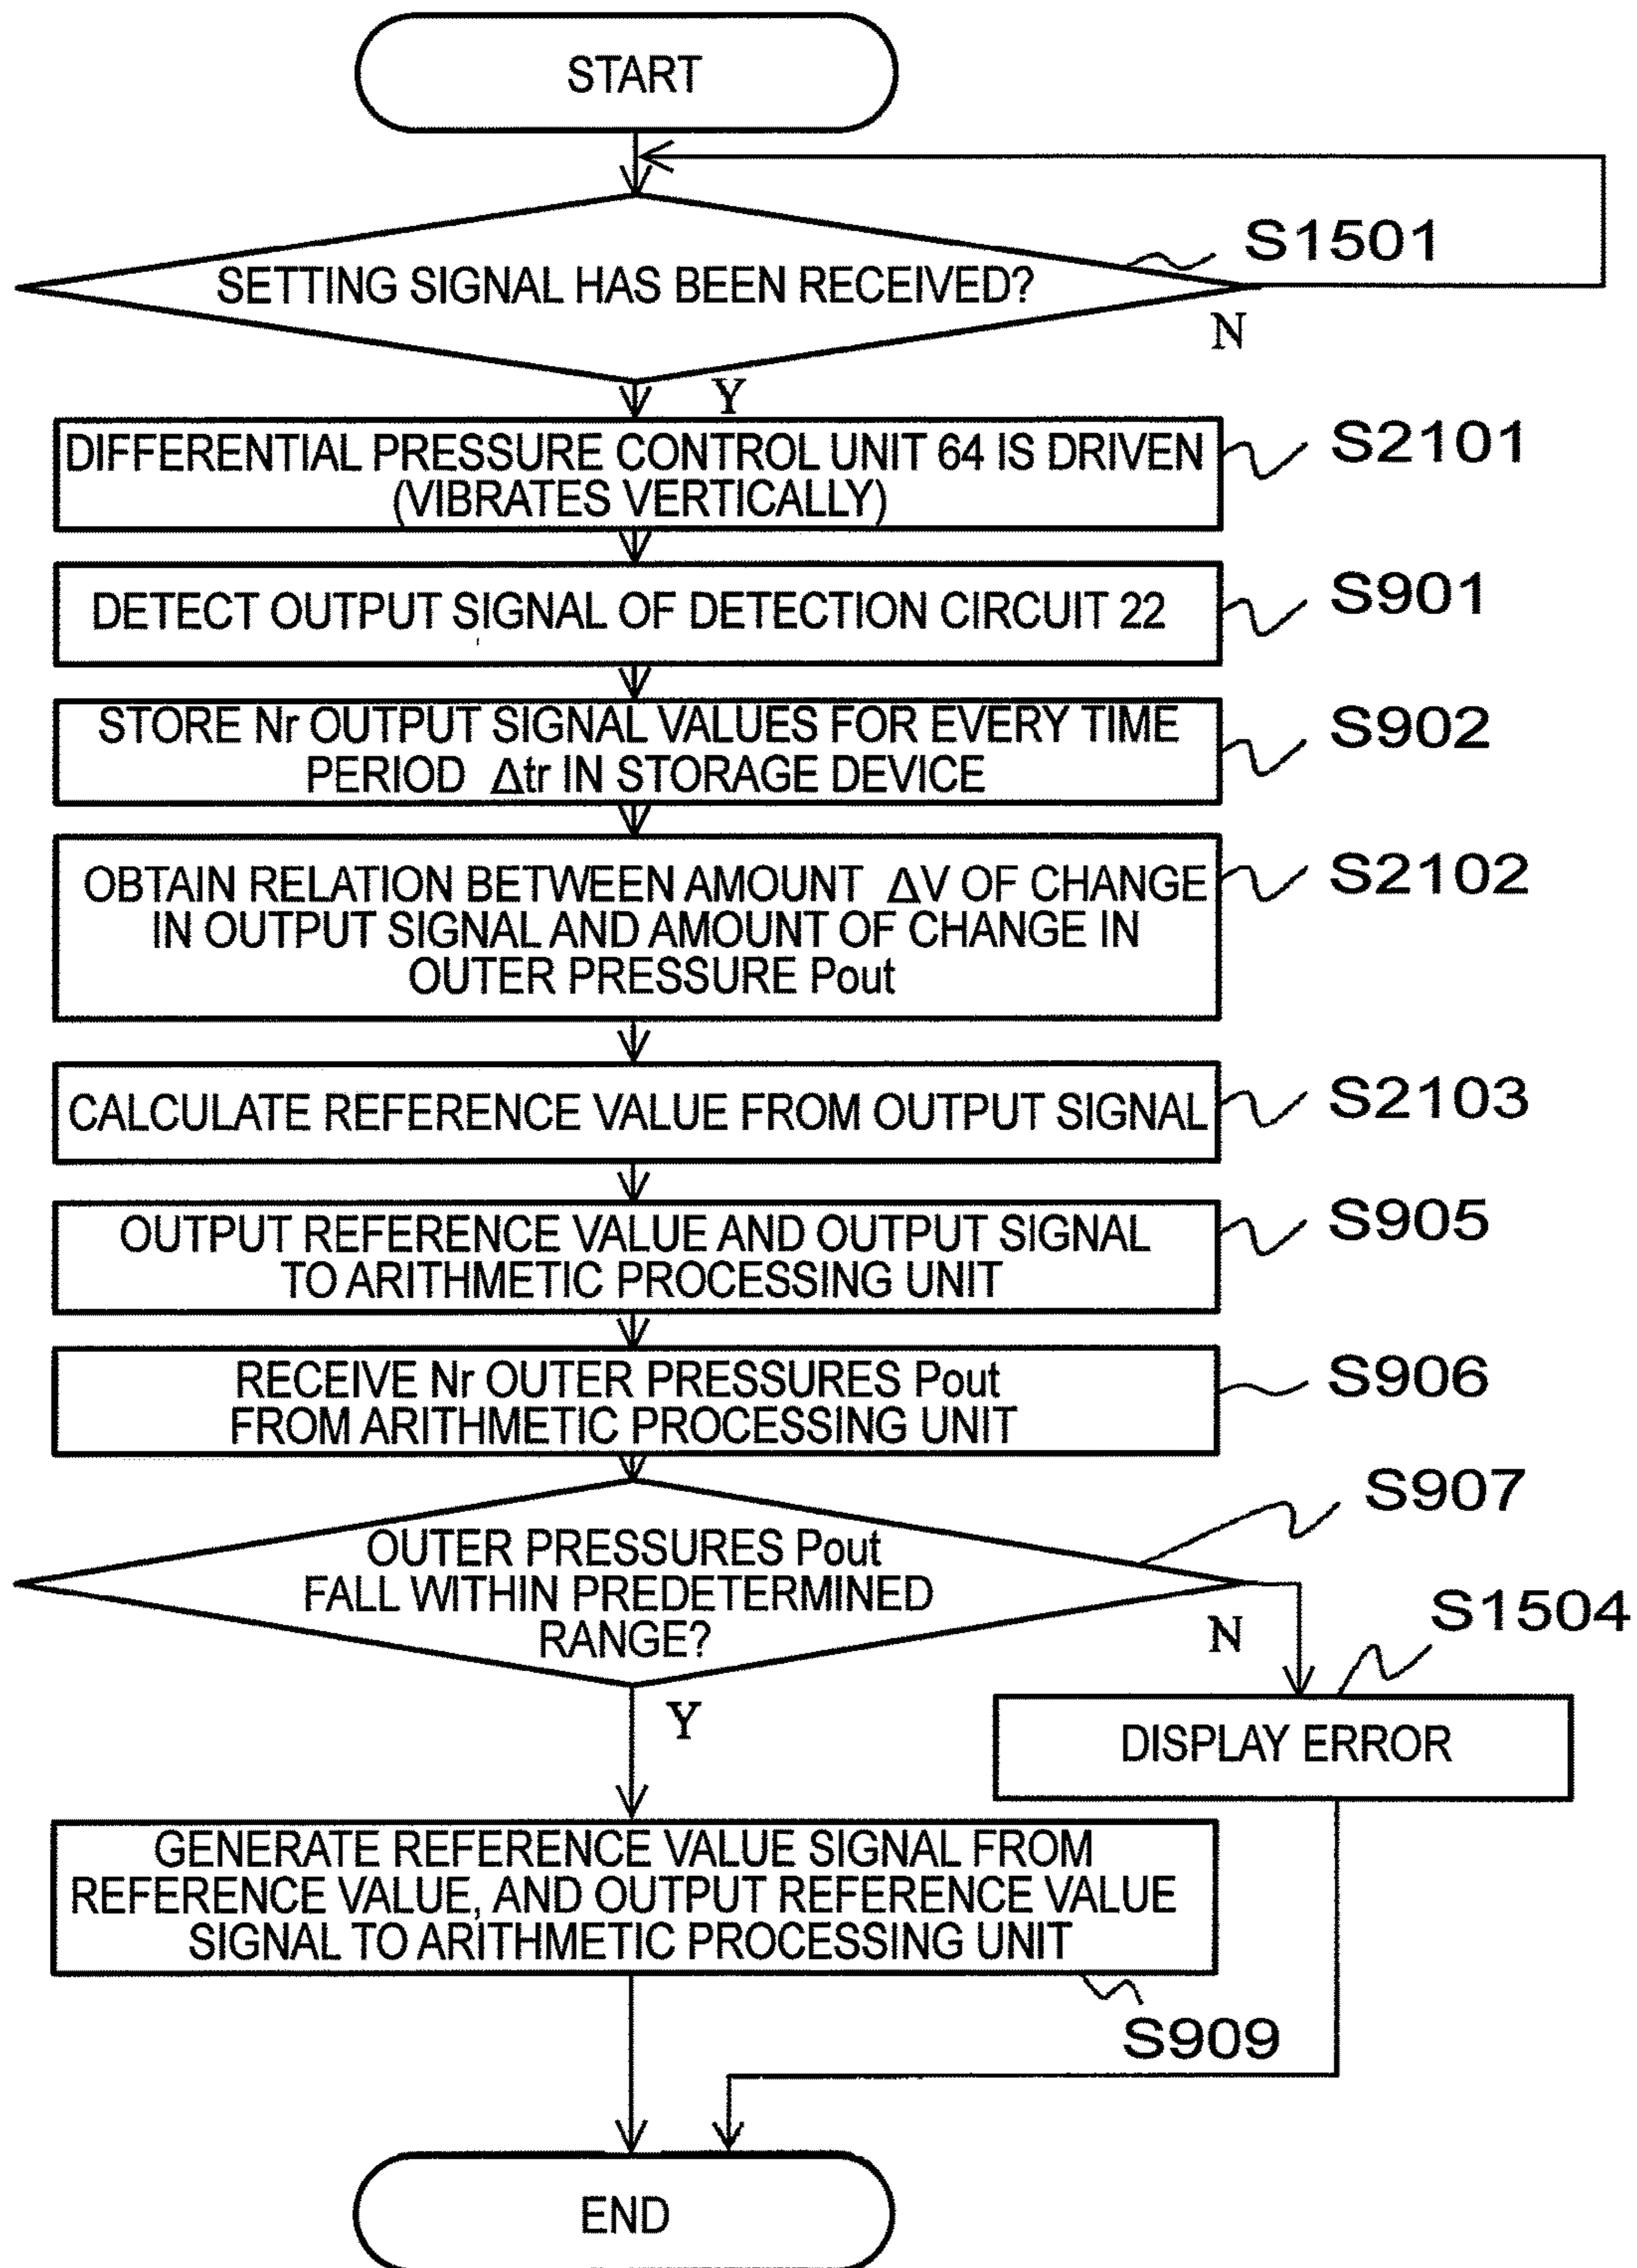 START
SETTING SIGNAL HAS BEEN RECEIVED?
S1501
N
Y
DIFFERENTIAL PRESSURE CONTROL UNIT 64 IS DRIVEN
(VIBRATES VERTICALLY)
S2101
DETECT OUTPUT SIGNAL OF DETECTION CIRCUIT 22
S901
STORE Nr OUTPUT SIGNAL VALUES FOR EVERY TIME
PERIOD Δtr IN STORAGE DEVICE
S902
OBTAIN RELATION BETWEEN AMOUNT ΔV OF CHANGE
IN OUTPUT SIGNAL AND AMOUNT OF CHANGE IN
OUTER PRESSURE Pout
S2102
CALCULATE REFERENCE VALUE FROM OUTPUT SIGNAL
S2103
OUTPUT REFERENCE VALUE AND OUTPUT SIGNAL
TO ARITHMETIC PROCESSING UNIT
S905
RECEIVE Nr OUTER PRESSURES Pout
FROM ARITHMETIC PROCESSING UNIT
S906
OUTER PRESSURES Pout
FALL WITHIN PREDETERMINED
RANGE?
S907
N
Y
S1504
DISPLAY ERROR
GENERATE REFERENCE VALUE SIGNAL FROM
REFERENCE VALUE, AND OUTPUT REFERENCE VALUE
SIGNAL TO ARITHMETIC PROCESSING UNIT
S909
END